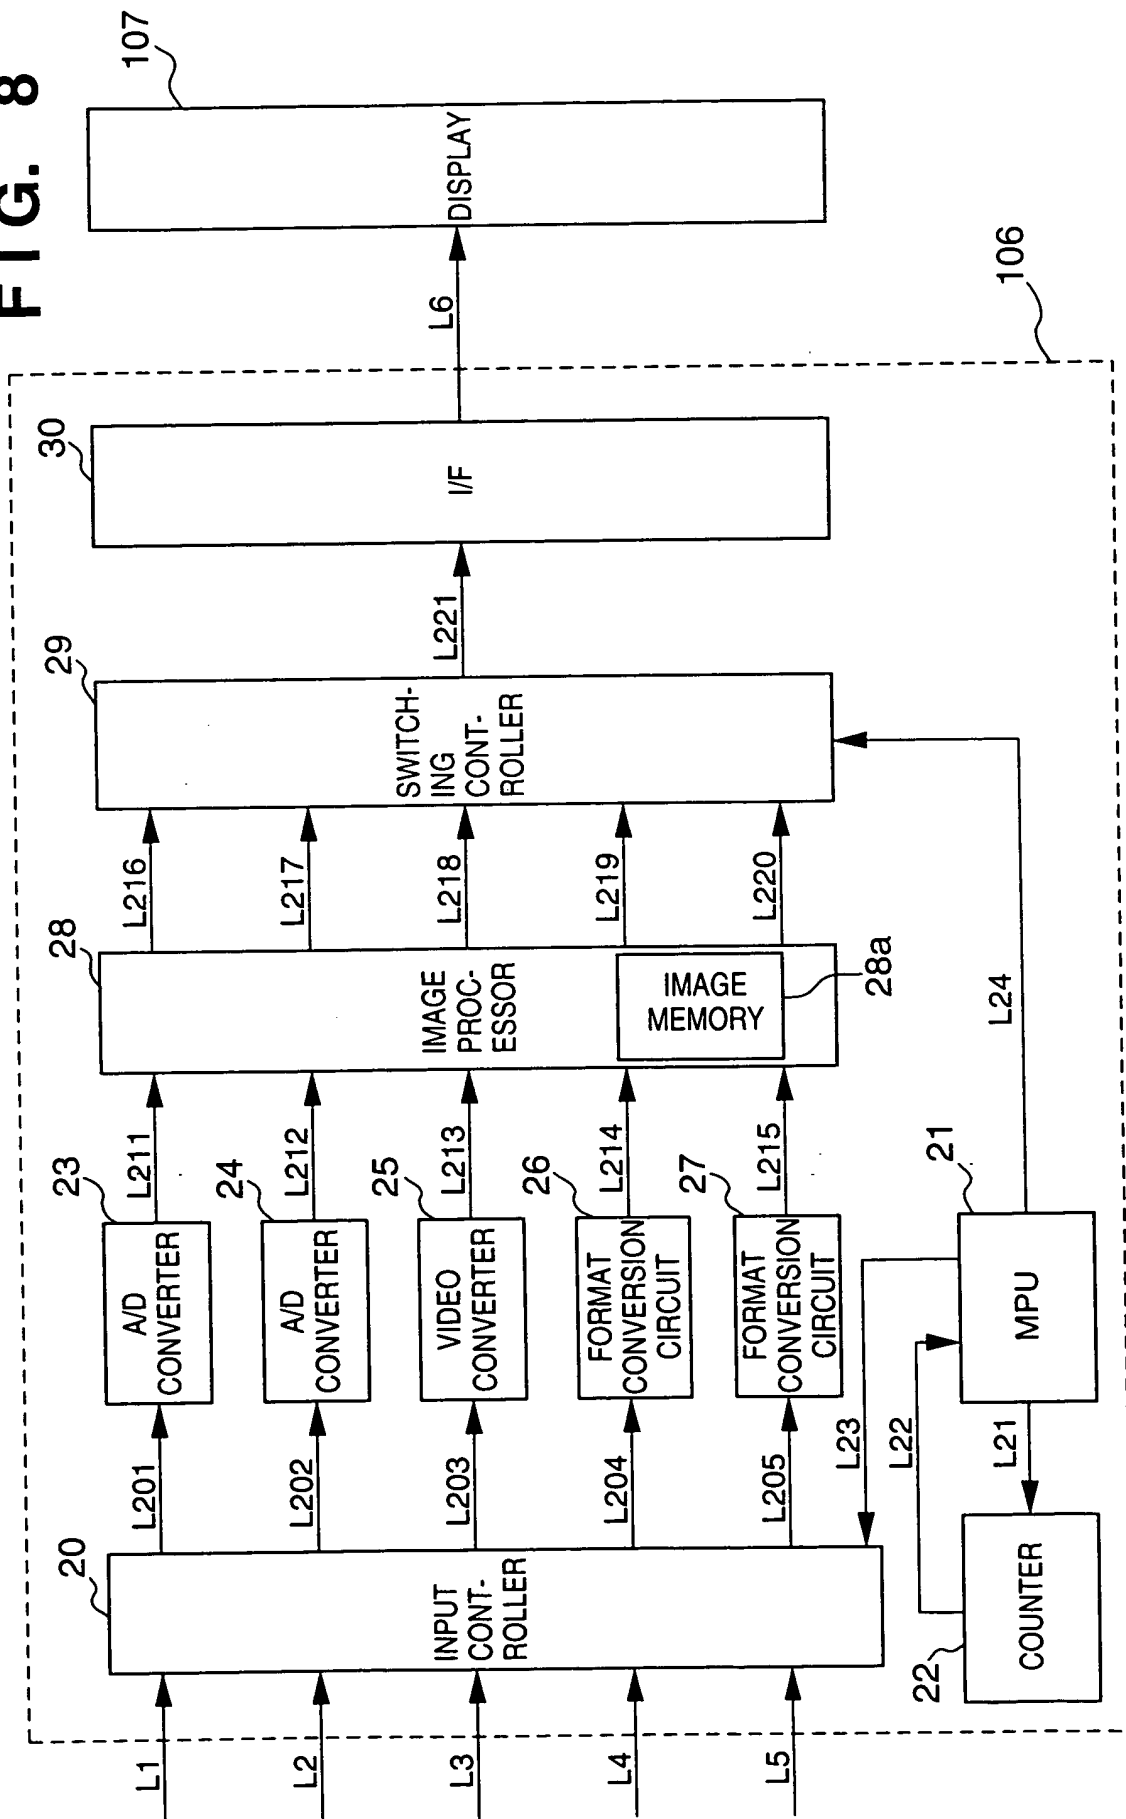 FIG. 8
L1
L2
L3
L4
L5
20
INPUT
CONT-
ROLLER
L201
L202
L203
L204
L205
23
A/D
CONVERTER
24
A/D
CONVERTER
25
VIDEO
CONVERTER
26
FORMAT
CONVERSION
CIRCUIT
27
FORMAT
CONVERSION
CIRCUIT
L211
L212
L213
L214
L215
28
IMAGE
PROC-
ESSOR
IMAGE
MEMORY
28a
L216
L217
L218
L219
L220
29
SWITCH-
ING
CONT-
ROLLER
L221
30
I/F
L6
107
DISPLAY
106
22
COUNTER
L21
L22
L23
21
MPU
L24